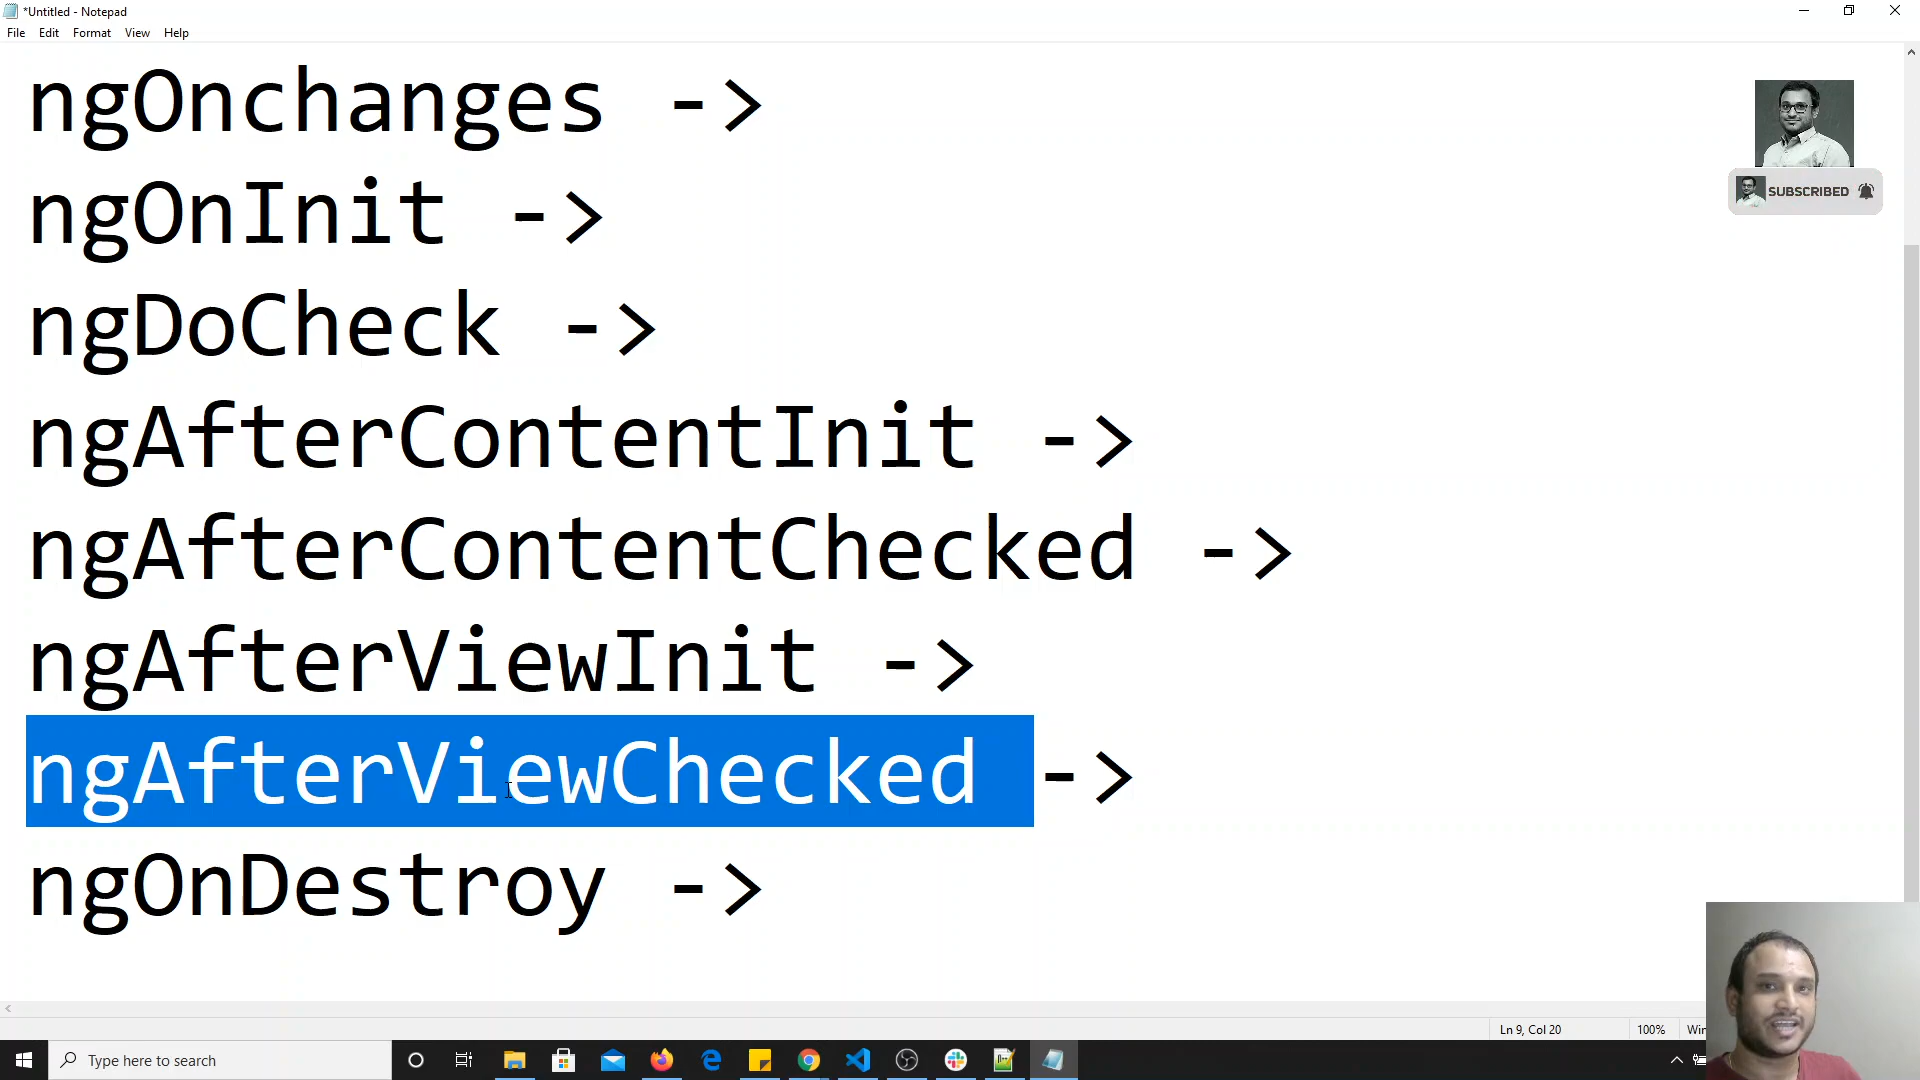 *Untitled - Notepad
File Edit Format View Help
ngOnchanges ->
ngOnInit ->
ngDoCheck ->
ngAfterContentInit ->
ngAfterContentChecked ->
ngAfterViewInit ->
ngAfterViewChecked ->
ngOnDestroy ->
SUBSCRIBED
Ln 9, Col 20 100% Win
Type here to search